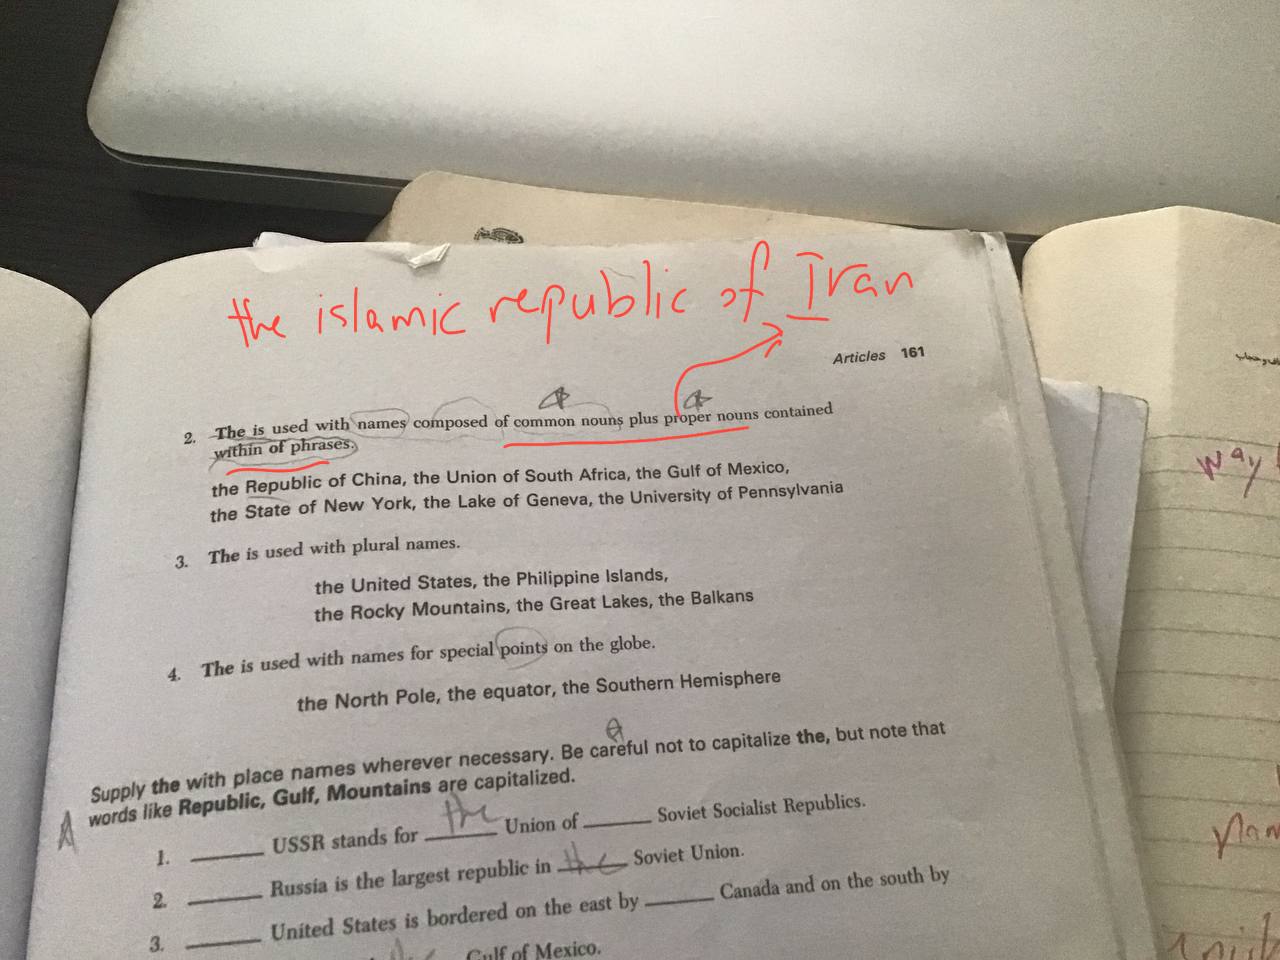 the islamic republic of Iran
Articles 161
2. The is used with names composed of common nouns plus proper nouns contained
within of phrases.
the Republic of China, the Union of South Africa, the Gulf of Mexico,
the State of New York, the Lake of Geneva, the University of Pennsylvania
3. The is used with plural names.
the United States, the Philippine Islands,
the Rocky Mountains, the Great Lakes, the Balkans
4. The is used with names for special points on the globe.
the North Pole, the equator, the Southern Hemisphere
Supply the with place names wherever necessary. Be careful not to capitalize the, but note that
words like Republic, Gulf, Mountains are capitalized.
1. ______ USSR stands for the Union of ______ Soviet Socialist Republics.
2. ______ Russia is the largest republic in the Soviet Union.
3. ______ United States is bordered on the east by ______ Canada and on the south by
Gulf of Mexico.
way